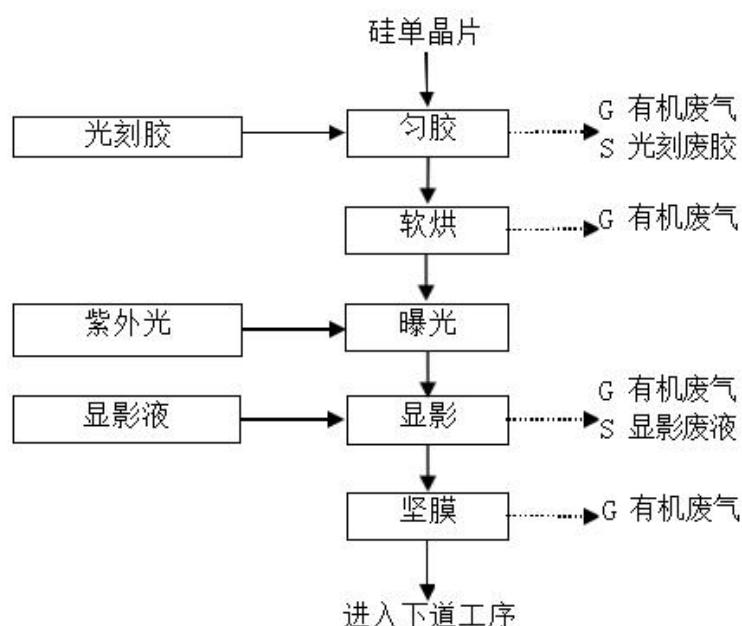 硅单晶片
光刻胶
匀胶
G 有机废气
S 光刻废胶
软烘
G 有机废气
紫外光
曝光
显影液
显影
G 有机废气
S 显影废液
坚膜
G 有机废气
进入下道工序